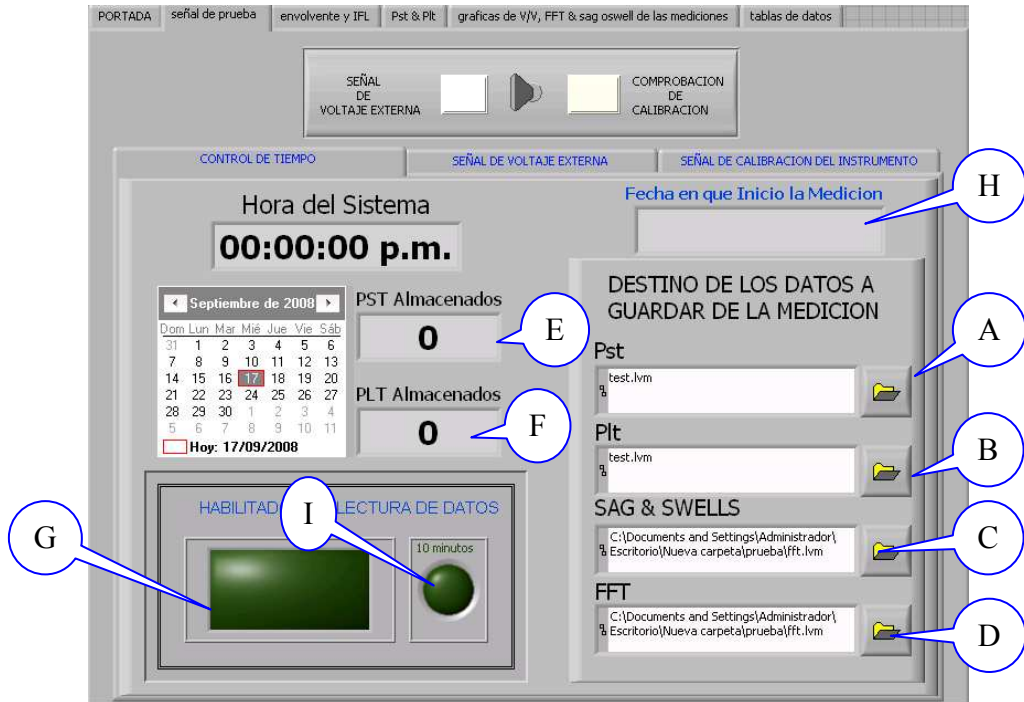 PORTADA
señal de prueba
envolvente y IFL
Pst & Plt
graficas de V/V, FFT & sag oswell de las mediciones
tablas de datos
SEÑAL
DE
VOLTAJE EXTERNA
COMPROBACION
DE
CALIBRACION
CONTROL DE TIEMPO
SEÑAL DE VOLTAJE EXTERNA
SEÑAL DE CALIBRACION DEL INSTRUMENTO
Hora del Sistema
00:00:00 p.m.
Fecha en que Inicio la Medicion
H
Septiembre de 2008
Dom Lun Mar Mié Jue Vie Sáb
31 1 2 3 4 5 6
7 8 9 10 11 12 13
14 15 16 17 18 19 20
21 22 23 24 25 26 27
28 29 30 1 2 3 4
5 6 7 8 9 10 11
Hoy: 17/09/2008
PST Almacenados
0
E
PLT Almacenados
0
F
DESTINO DE LOS DATOS A
GUARDAR DE LA MEDICION
Pst
test.lvm
A
Plt
test.lvm
B
SAG & SWELLS
C:\Documents and Settings\Administrador\
Escritorio\Nueva carpeta\prueba\fft.lvm
C
FFT
C:\Documents and Settings\Administrador\
Escritorio\Nueva carpeta\prueba\fft.lvm
D
HABILITAD LECTURA DE DATOS
I
G
10 minutos